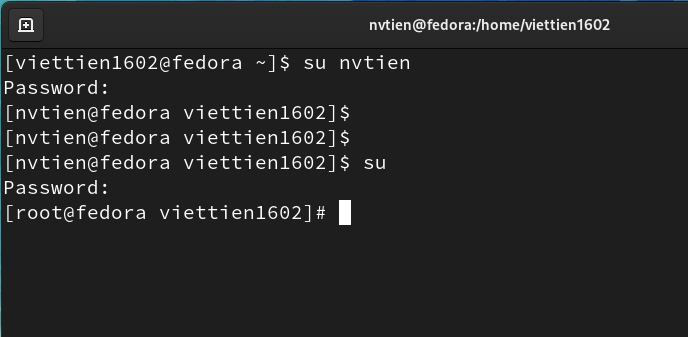 nvtien@fedora:/home/viettien1602
[viettien1602@fedora ~]$ su nvtien
Password:
[nvtien@fedora viettien1602]$
[nvtien@fedora viettien1602]$
[nvtien@fedora viettien1602]$ su
Password:
[root@fedora viettien1602]#